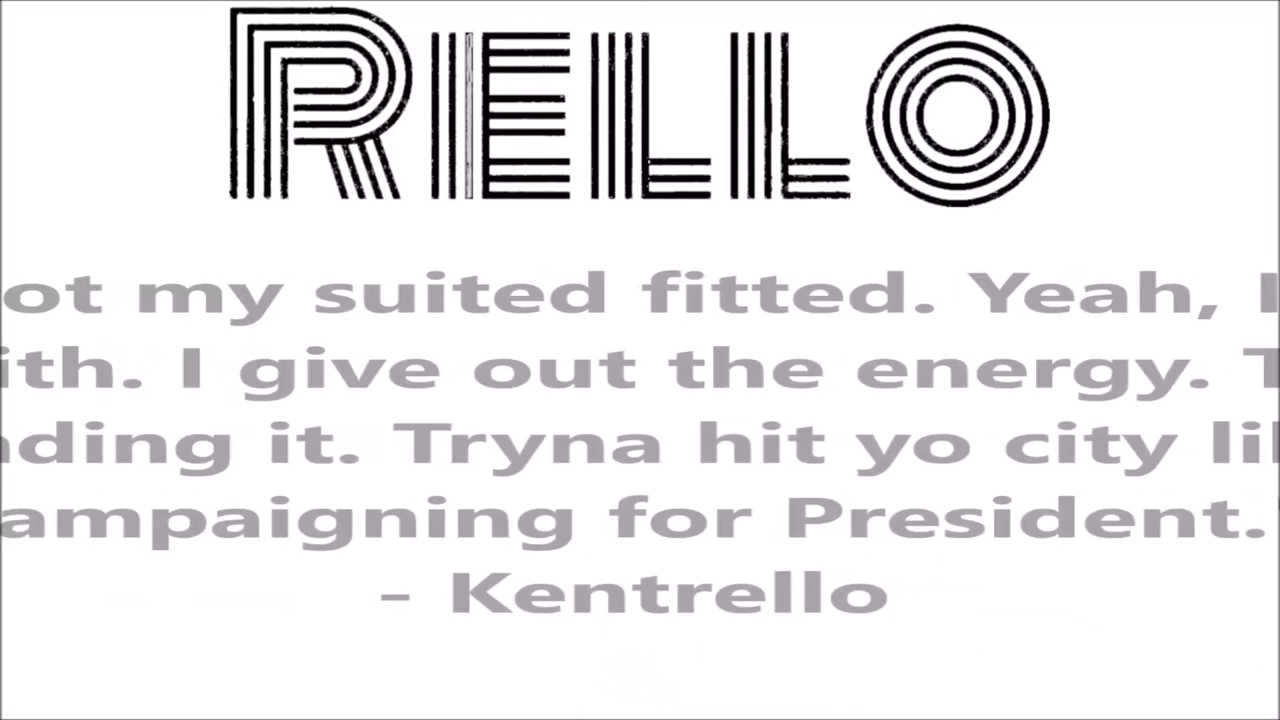 RELLO
ot my suited fitted. Yeah, I
ith. I give out the energy. T
ding it. Tryna hit yo city li
ampaigning for President.
- Kentrello